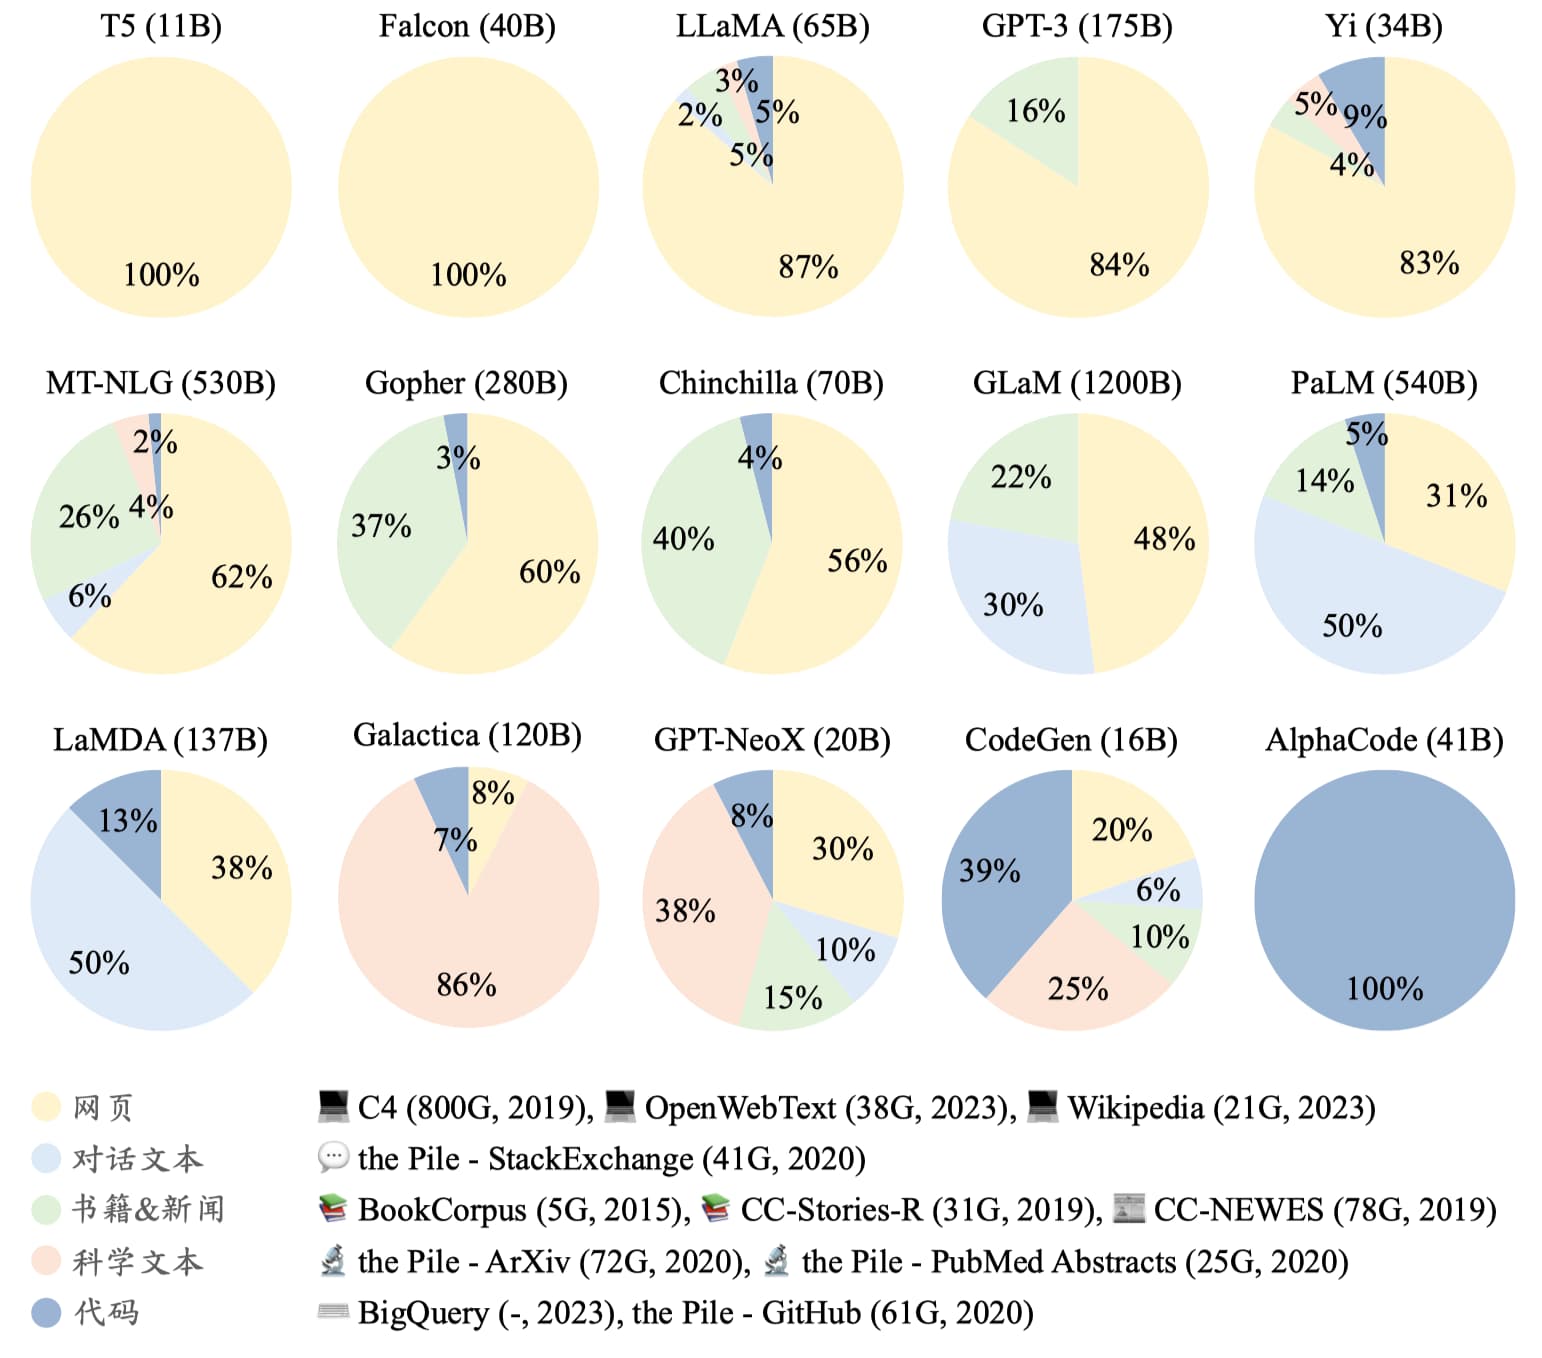 T5 (11B)
Falcon (40B)
LLaMA (65B)
GPT-3 (175B)
Yi (34B)
100%
100%
3%
2%
5%
5%
87%
16%
84%
5%
9%
4%
83%
MT-NLG (530B)
Gopher (280B)
Chinchilla (70B)
GLaM (1200B)
PaLM (540B)
2%
26%
4%
6%
62%
3%
37%
60%
4%
40%
56%
22%
48%
30%
5%
14%
31%
50%
LaMDA (137B)
Galactica (120B)
GPT-NeoX (20B)
CodeGen (16B)
AlphaCode (41B)
13%
38%
50%
8%
7%
86%
8%
30%
38%
10%
15%
20%
39%
6%
10%
25%
100%
网页 C4 (800G, 2019), OpenWebText (38G, 2023), Wikipedia (21G, 2023)
对话文本 the Pile - StackExchange (41G, 2020)
书籍&新闻 BookCorpus (5G, 2015), CC-Stories-R (31G, 2019), CC-NEWES (78G, 2019)
科学文本 the Pile - ArXiv (72G, 2020), the Pile - PubMed Abstracts (25G, 2020)
代码 BigQuery (-, 2023), the Pile - GitHub (61G, 2020)